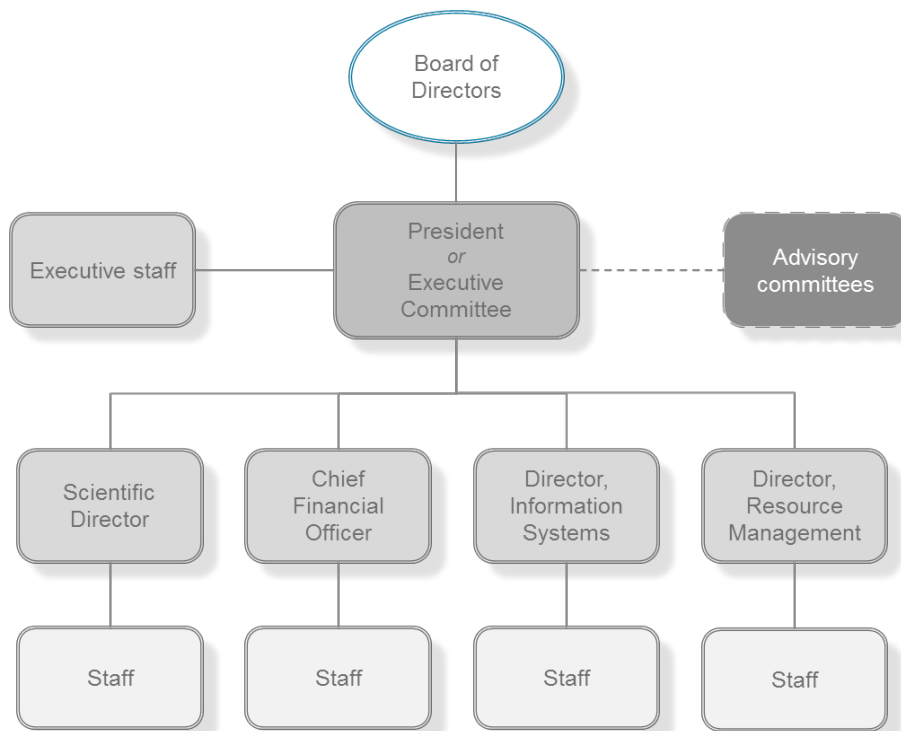 Board of
Directors
Executive staff
President
or
Executive
Committee
Advisory
committees
Scientific
Director
Chief
Financial
Officer
Director,
Information
Systems
Director,
Resource
Management
Staff
Staff
Staff
Staff